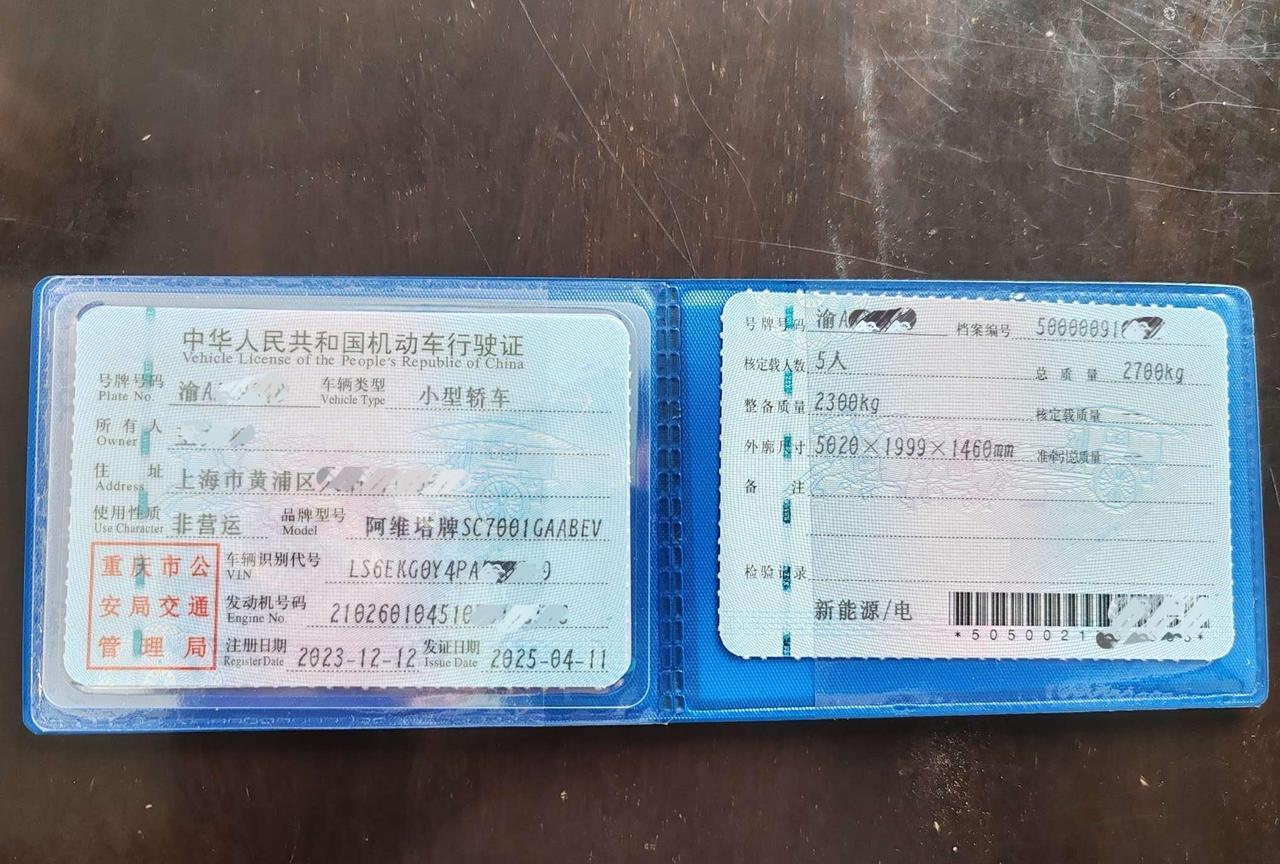 中华人民共和国机动车行驶证
Vehicle License of the People's Republic of China
号牌号码 渝A 车辆类型 小型轿车
Plate No. Vehicle Type
所有人
Owner
住址 上海市黄浦区
Address
使用性质 非营运 品牌型号 阿维塔牌SC7001GAABEV
Use Character Model
重庆市公
安局交通
管理局
车辆识别代号 LS6EKG0Y4PA 9
VIN
发动机号码 210260104510
Engine No
注册日期 2023-12-12 发证日期 2025-04-11
Register Date Issue Date
号牌号码 渝A 档案编号 50000091
核定载人数 5人 总质量 2700kg
整备质量 2300kg 核定载质量 --
外廓尺寸 5020×1999×1460mm 准牵引总质量 --
备注
检验记录
新能源/电
*5050021 *